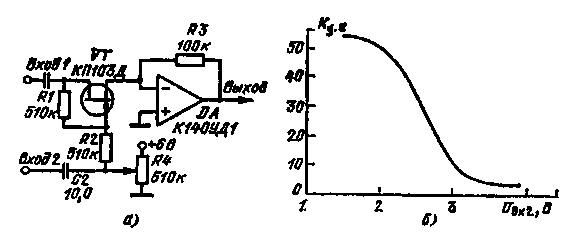 Вход 1
R1
510к
VT
КП103Д
R3
100к
Выход
DA
К140УД1
R2
510к
+6В
R4
510к
Вход 2
C2
10,0
а)
Ку.е
50
40
30
20
10
0
1
2
3
Uвх2, В
б)